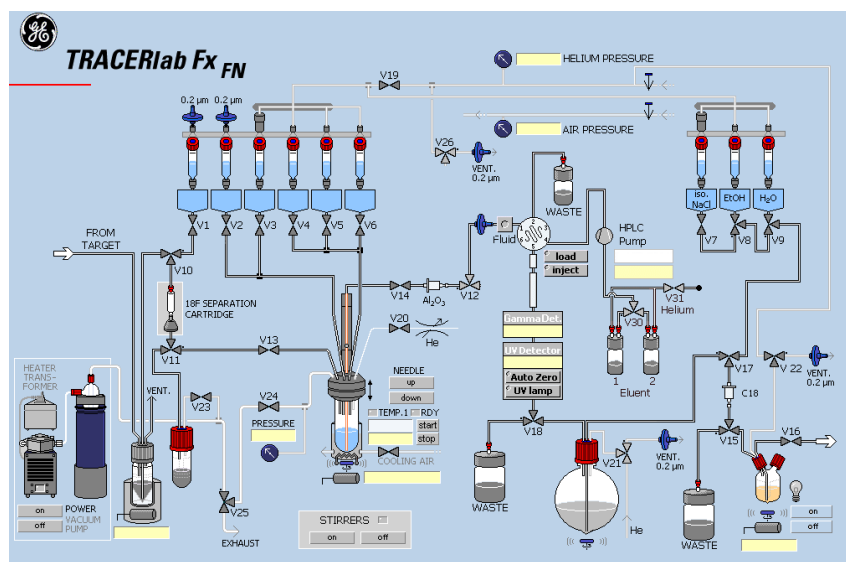 GE
TRACERlab Fx FN
V19
HELIUM PRESSURE
0.2 µm
0.2 µm
AIR PRESSURE
V26
VENT.
0.2 µm
WASTE
iso.
NaCl
EtOH
H2O
V1
V2
V3
V4
V5
V6
V7
V8
V9
FROM
TARGET
Fluid
HPLC
Pump
load
inject
V10
V14
Al2O3
V12
V31
Helium
18F SEPARATION
CARTRIDGE
V20
He
GammaDet.
V30
V11
V13
UV Detector
1
2
Eluent
V17
V 22
VENT.
0.2 µm
HEATER
TRANS-
FORMER
VENT.
NEEDLE
up
down
Auto Zero
UV lamp
C18
V23
V24
TEMP.1
RDY
start
stop
PRESSURE
V18
V15
V16
COOLING AIR
V21
VENT.
0.2 µm
WASTE
on
POWER
off
VACUUM
PUMP
V25
STIRRERS
on
off
He
WASTE
on
off
EXHAUST